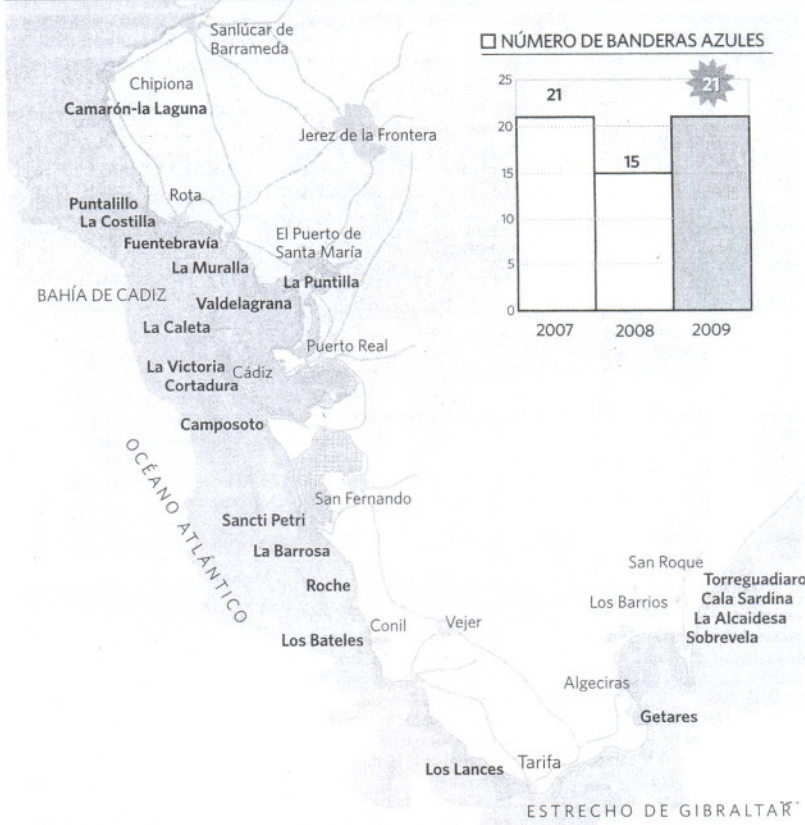 Sanlúcar de
Barrameda
Chipiona
Camarón-la Laguna
Jerez de la Frontera
Rota
Puntalillo
La Costilla
Fuentebravía
El Puerto de
Santa María
La Muralla
La Puntilla
BAHÍA DE CADIZ
Valdelagrana
La Caleta
Puerto Real
La Victoria
Cádiz
Cortadura
Camposoto
OCÉANO ATLÁNTICO
San Fernando
Sancti Petri
La Barrosa
Roche
Conil
Vejer
Los Bateles
San Roque
Torreguadiaro
Los Barrios
Cala Sardina
La Alcaidesa
Sobrevela
Algeciras
Getares
Los Lances
Tarifa
ESTRECHO DE GIBRALTAR
NÚMERO DE BANDERAS AZULES
25
20
15
10
5
0
21
15
21
2007 2008 2009